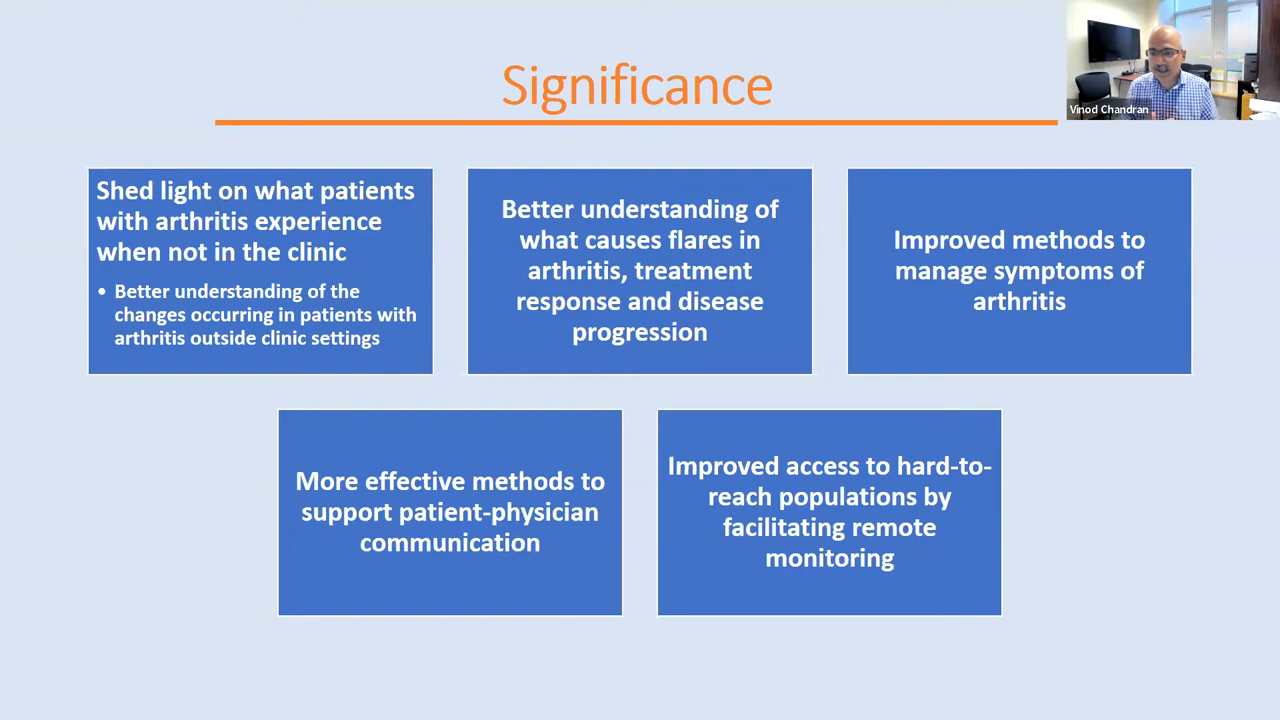 Significance
Vinod Chandran
Shed light on what patients
with arthritis experience
when not in the clinic
• Better understanding of the
changes occurring in patients with
arthritis outside clinic settings
Better understanding of
what causes flares in
arthritis, treatment
response and disease
progression
Improved methods to
manage symptoms of
arthritis
More effective methods to
support patient-physician
communication
Improved access to hard-to-
reach populations by
facilitating remote
monitoring